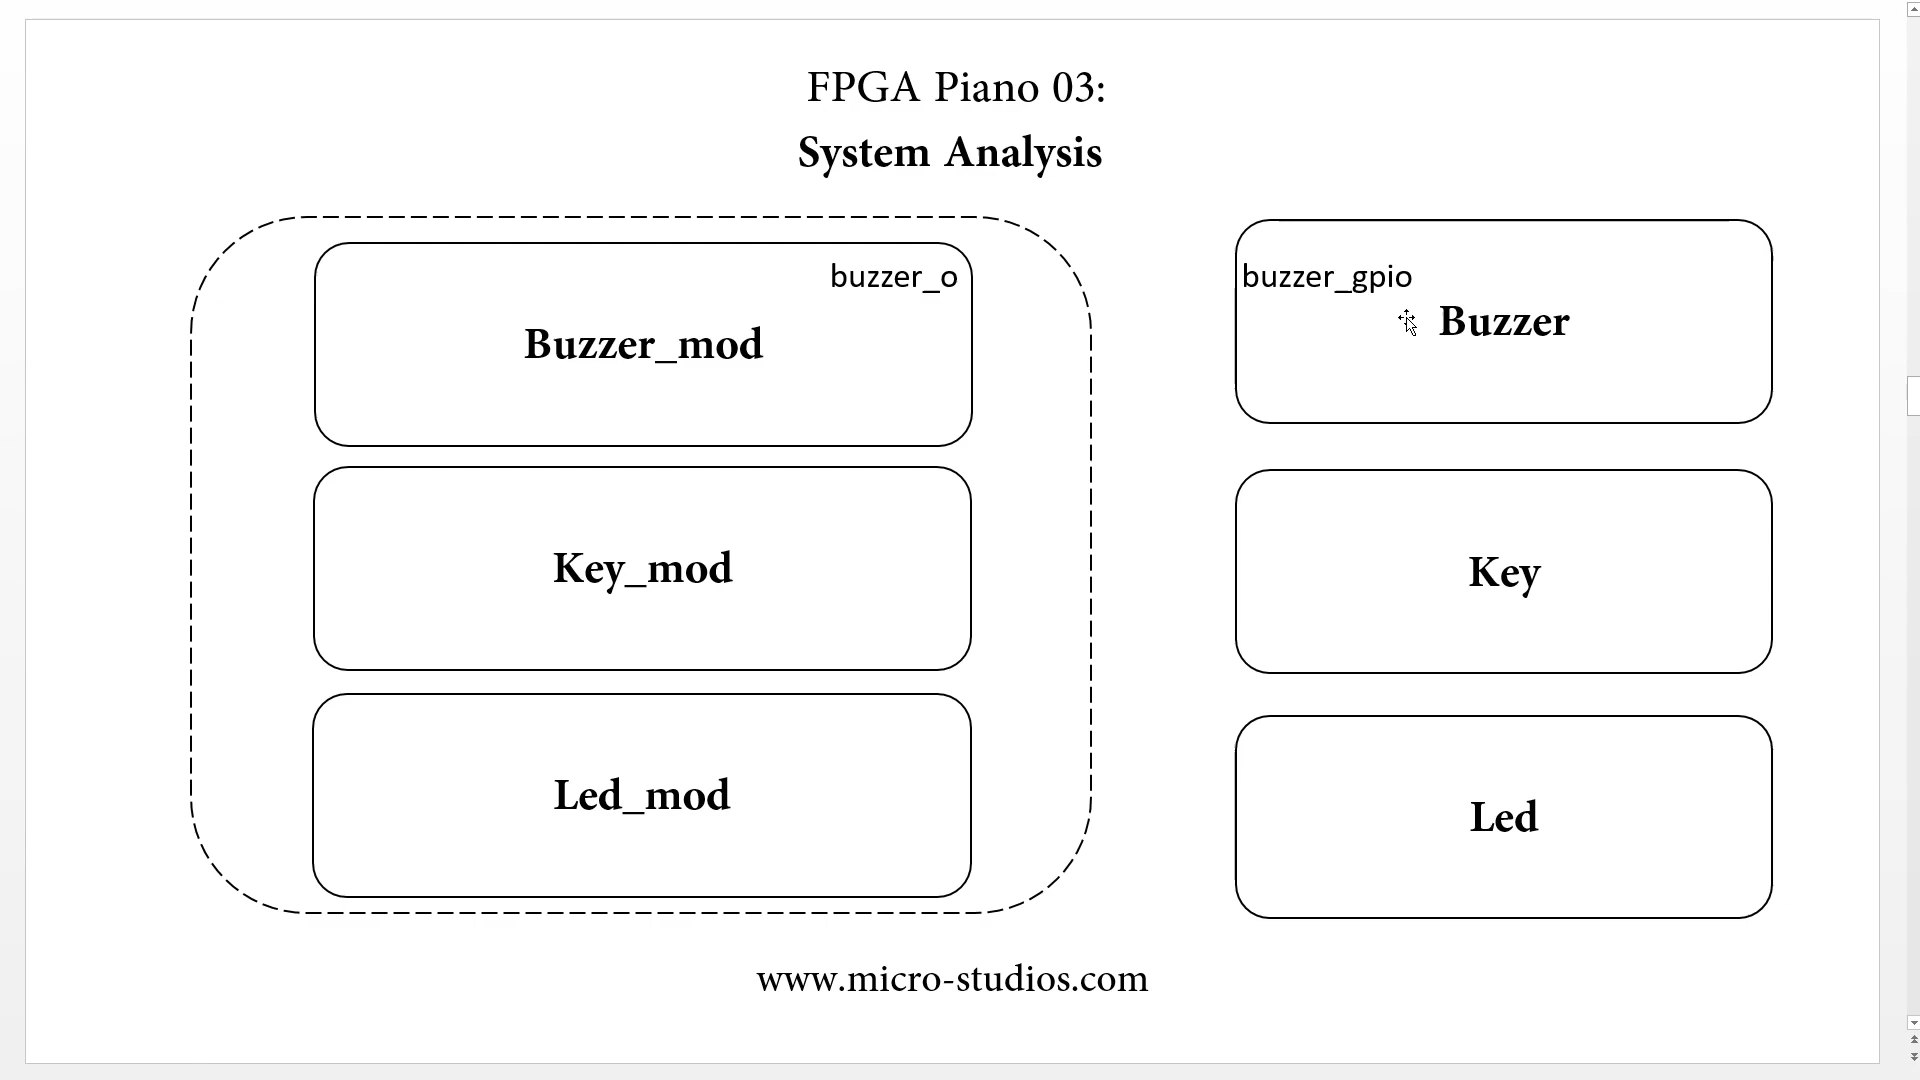 FPGA Piano 03:
System Analysis
buzzer_o
Buzzer_mod
buzzer_gpio
Buzzer
Key_mod
Key
Led_mod
Led
www.micro-studios.com